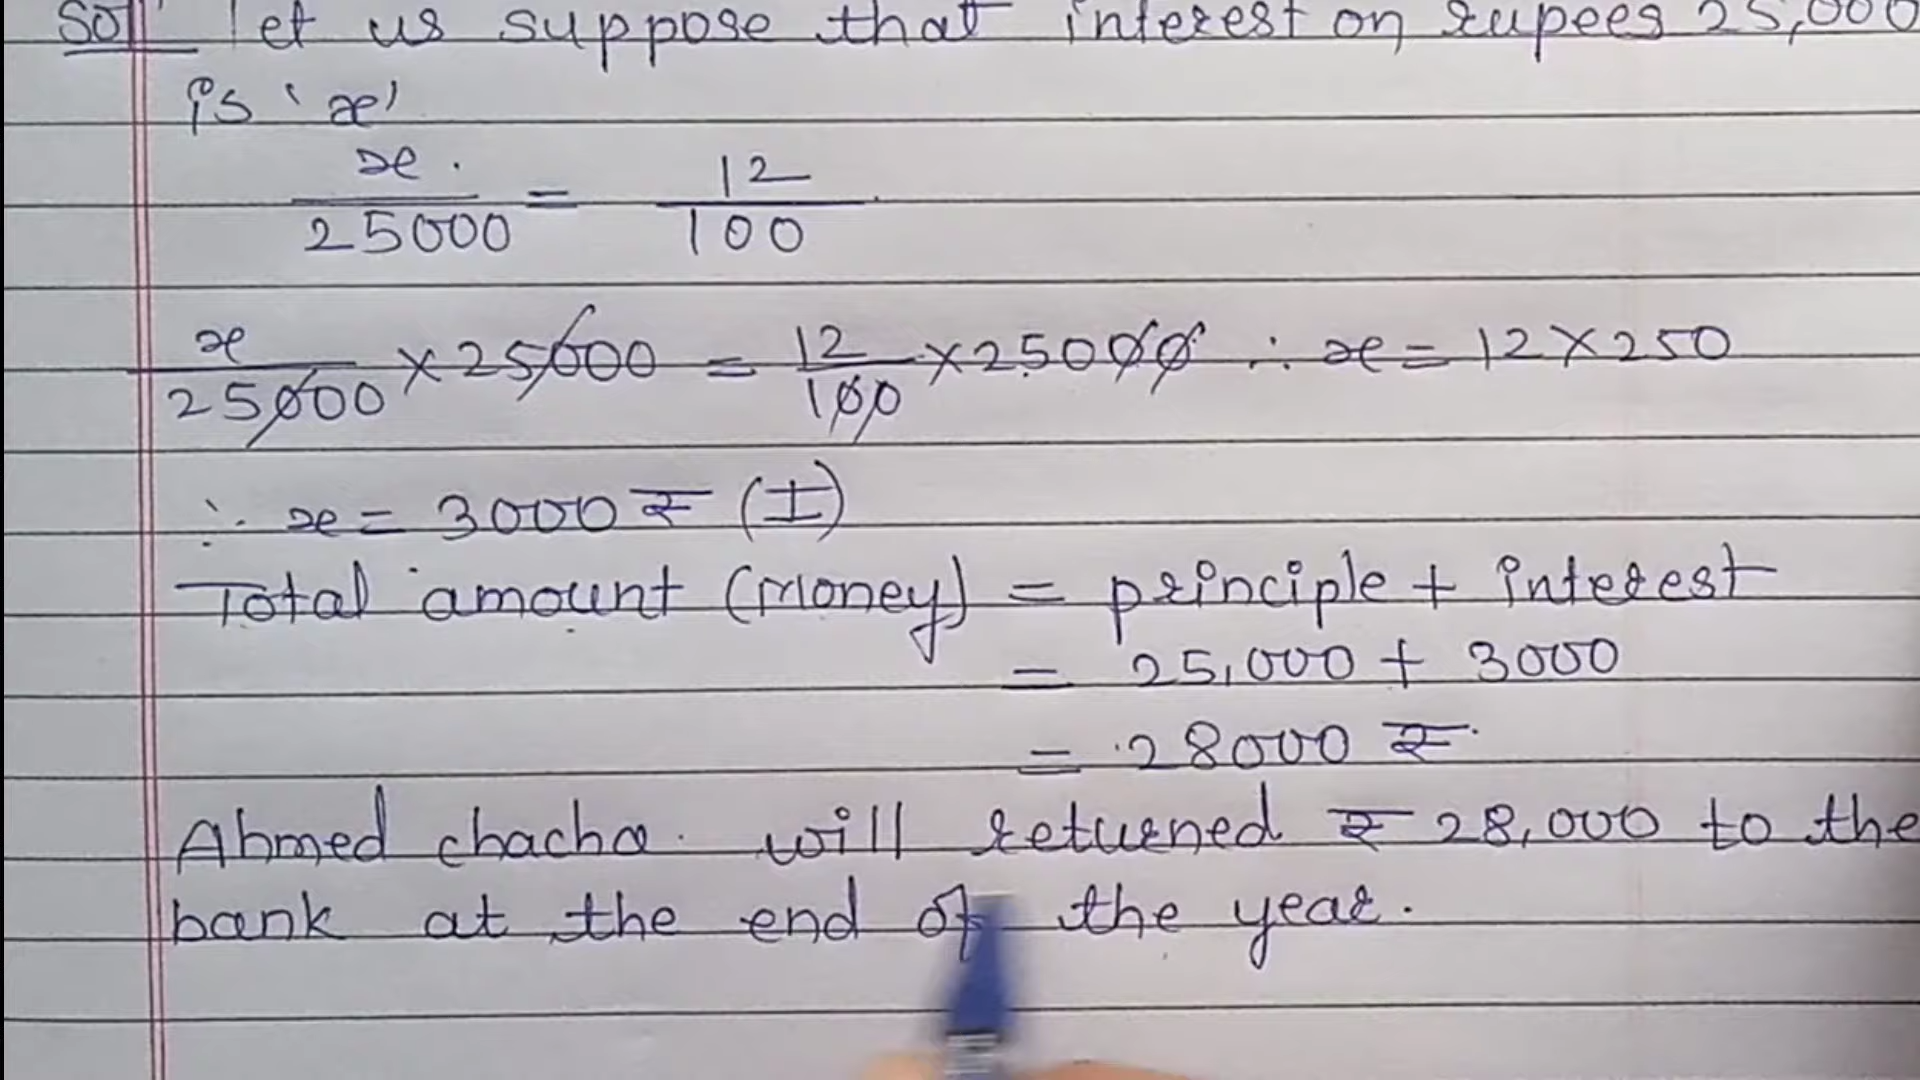 Solⁿ let us suppose that interest on rupees 25,000
is 'x'
x / 25000 = 12 / 100
x / 25000 × 25000 = 12 / 100 × 25000 ∴ x = 12 × 250
∴ x = 3000 ₹ (I)
Total amount (Money) = principle + interest
= 25,000 + 3000
= 28000 ₹
Ahmed chacha will returned ₹ 28,000 to the
bank at the end of the year.